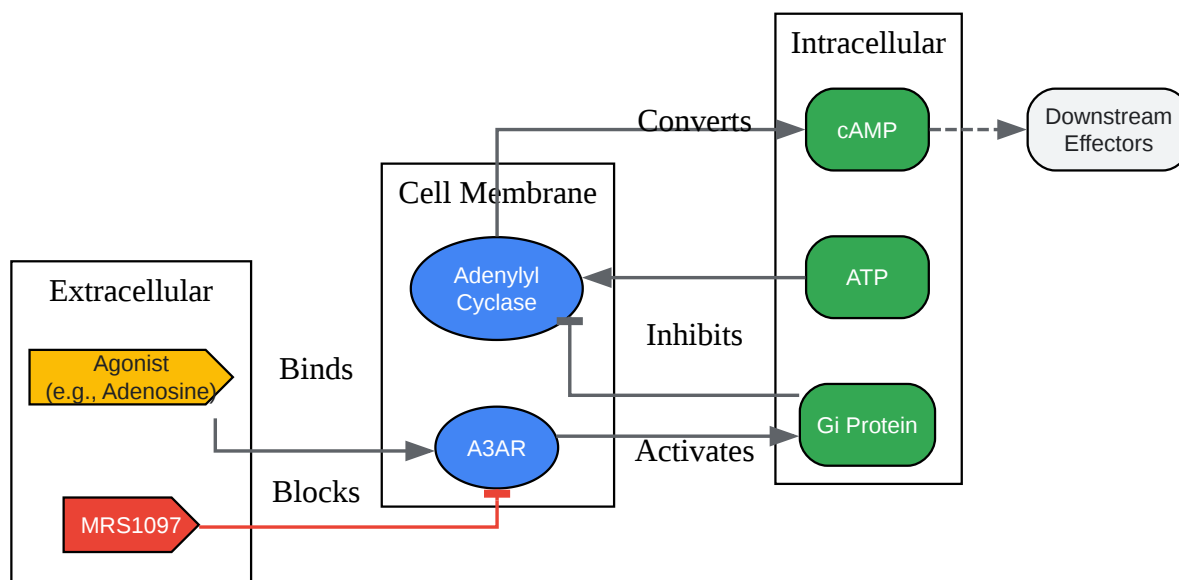 Intracellular
Converts
cAMP
Downstream
Effectors
Cell Membrane
Adenylyl
Cyclase
ATP
Extracellular
Inhibits
Agonist
(e.g., Adenosine)
Binds
Gi Protein
A3AR
Activates
Blocks
MRS1097